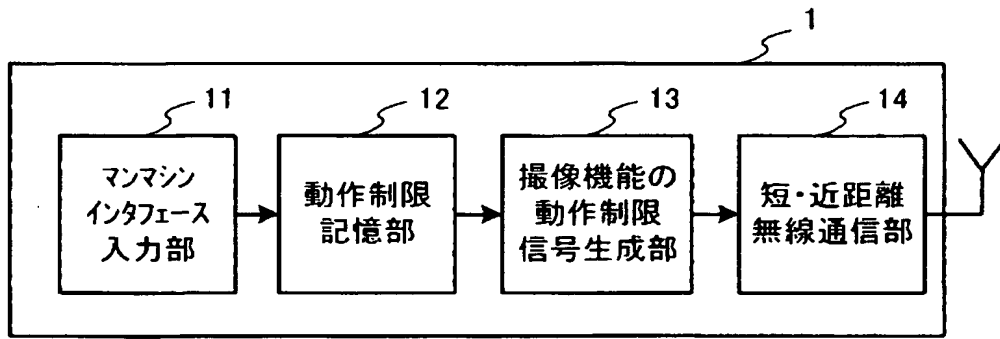 1
11
12
13
14
マンマシン
インタフェース
入力部
動作制限
記憶部
撮像機能の
動作制限
信号生成部
短・近距離
無線通信部